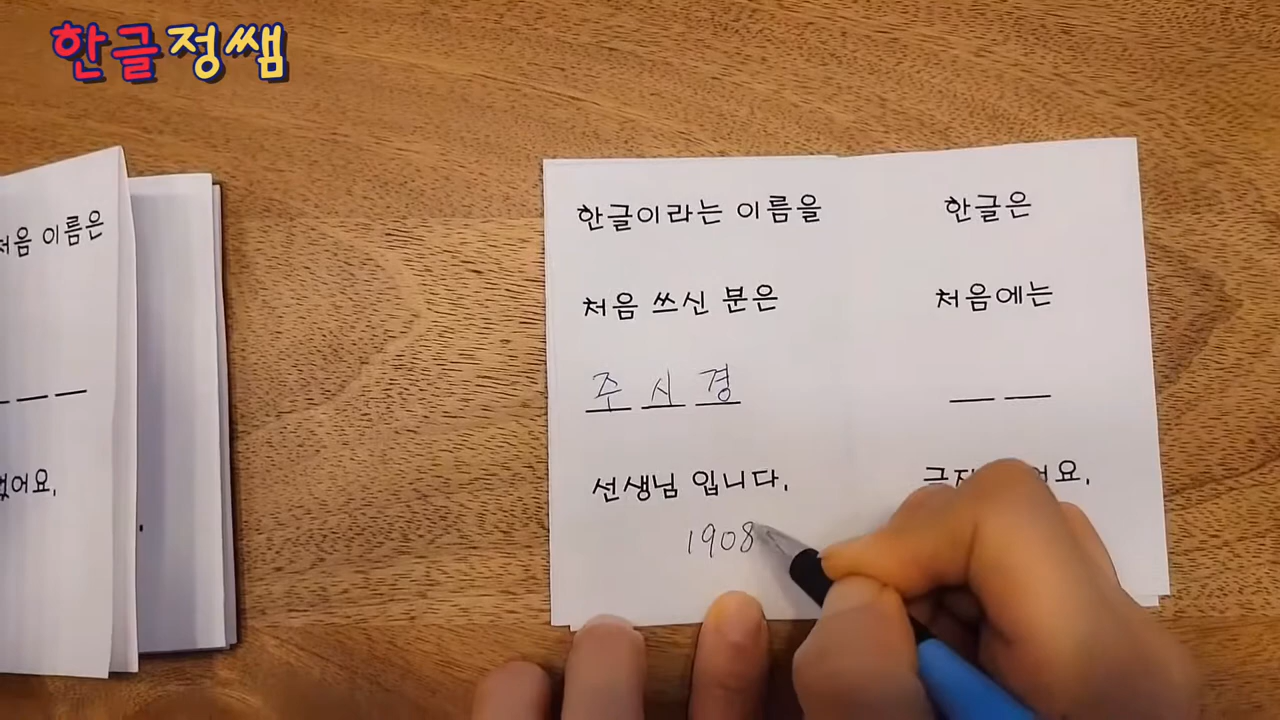 한글정쌤
처음 이름은
었어요.
한글이라는 이름을
처음 쓰신 분은
주시경
선생님 입니다.
1908
한글은
처음에는
요.